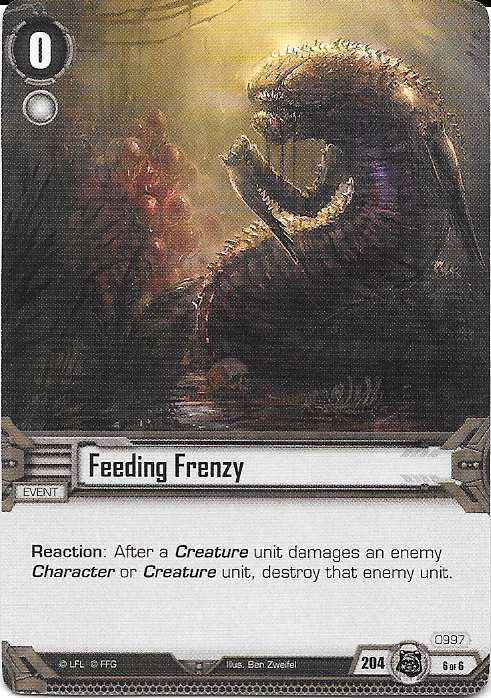 0
Feeding Frenzy
EVENT
Reaction: After a Creature unit damages an enemy
Character or Creature unit, destroy that enemy unit.
0997
© LFL © FFG
Illus. Ben Zweifel
204
6 of 6